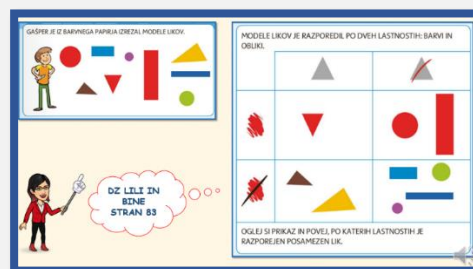 GAŠPER JE IZ BARVNEGA PAPIRJA IZREZAL MODELE LIKOV.
MODELE LIKOV JE RAZPOREDIL PO DVEH LASTNOSTIH: BARVI IN
OBLIKI.
DZ LILI IN
BINE
STRAN 83
OGLEJ SI PRIKAZ IN POVEJ, PO KATERIH LASTNOSTIH JE
RAZPOREJEN POSAMEZEN LIK.